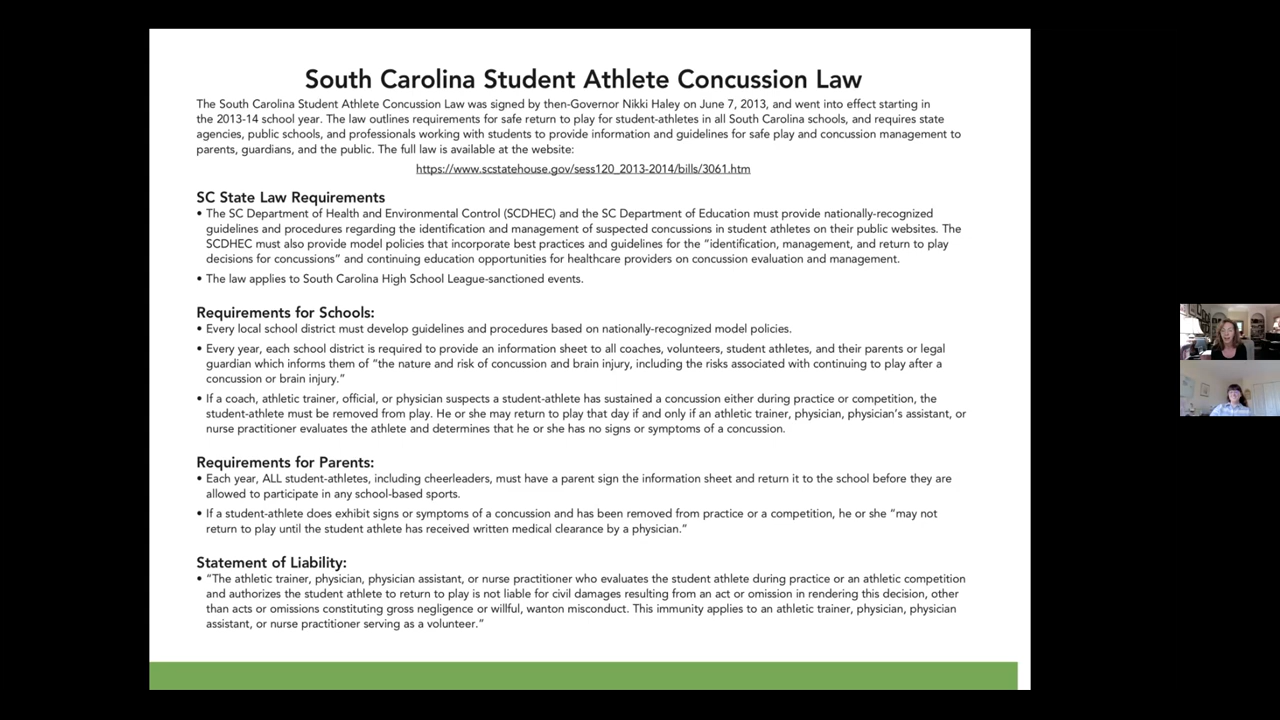 South Carolina Student Athlete Concussion Law
The South Carolina Student Athlete Concussion Law was signed by then-Governor Nikki Haley on June 7, 2013, and went into effect starting in
the 2013-14 school year. The law outlines requirements for safe return to play for student-athletes in all South Carolina schools, and requires state
agencies, public schools, and professionals working with students to provide information and guidelines for safe play and concussion management to
parents, guardians, and the public. The full law is available at the website:
https://www.scstatehouse.gov/sess120_2013-2014/bills/3061.htm
SC State Law Requirements
• The SC Department of Health and Environmental Control (SCDHEC) and the SC Department of Education must provide nationally-recognized
guidelines and procedures regarding the identification and management of suspected concussions in student athletes on their public websites. The
SCDHEC must also provide model policies that incorporate best practices and guidelines for the “identification, management, and return to play
decisions for concussions” and continuing education opportunities for healthcare providers on concussion evaluation and management.
• The law applies to South Carolina High School League-sanctioned events.
Requirements for Schools:
• Every local school district must develop guidelines and procedures based on nationally-recognized model policies.
• Every year, each school district is required to provide an information sheet to all coaches, volunteers, student athletes, and their parents or legal
guardian which informs them of “the nature and risk of concussion and brain injury, including the risks associated with continuing to play after a
concussion or brain injury.”
• If a coach, athletic trainer, official, or physician suspects a student-athlete has sustained a concussion either during practice or competition, the
student-athlete must be removed from play. He or she may return to play that day if and only if an athletic trainer, physician, physician’s assistant, or
nurse practitioner evaluates the athlete and determines that he or she has no signs or symptoms of a concussion.
Requirements for Parents:
• Each year, ALL student-athletes, including cheerleaders, must have a parent sign the information sheet and return it to the school before they are
allowed to participate in any school-based sports.
• If a student-athlete does exhibit signs or symptoms of a concussion and has been removed from practice or a competition, he or she “may not
return to play until the student athlete has received written medical clearance by a physician.”
Statement of Liability:
• “The athletic trainer, physician, physician assistant, or nurse practitioner who evaluates the student athlete during practice or an athletic competition
and authorizes the student athlete to return to play is not liable for civil damages resulting from an act or omission in rendering this decision, other
than acts or omissions constituting gross negligence or willful, wanton misconduct. This immunity applies to an athletic trainer, physician, physician
assistant, or nurse practitioner serving as a volunteer.”